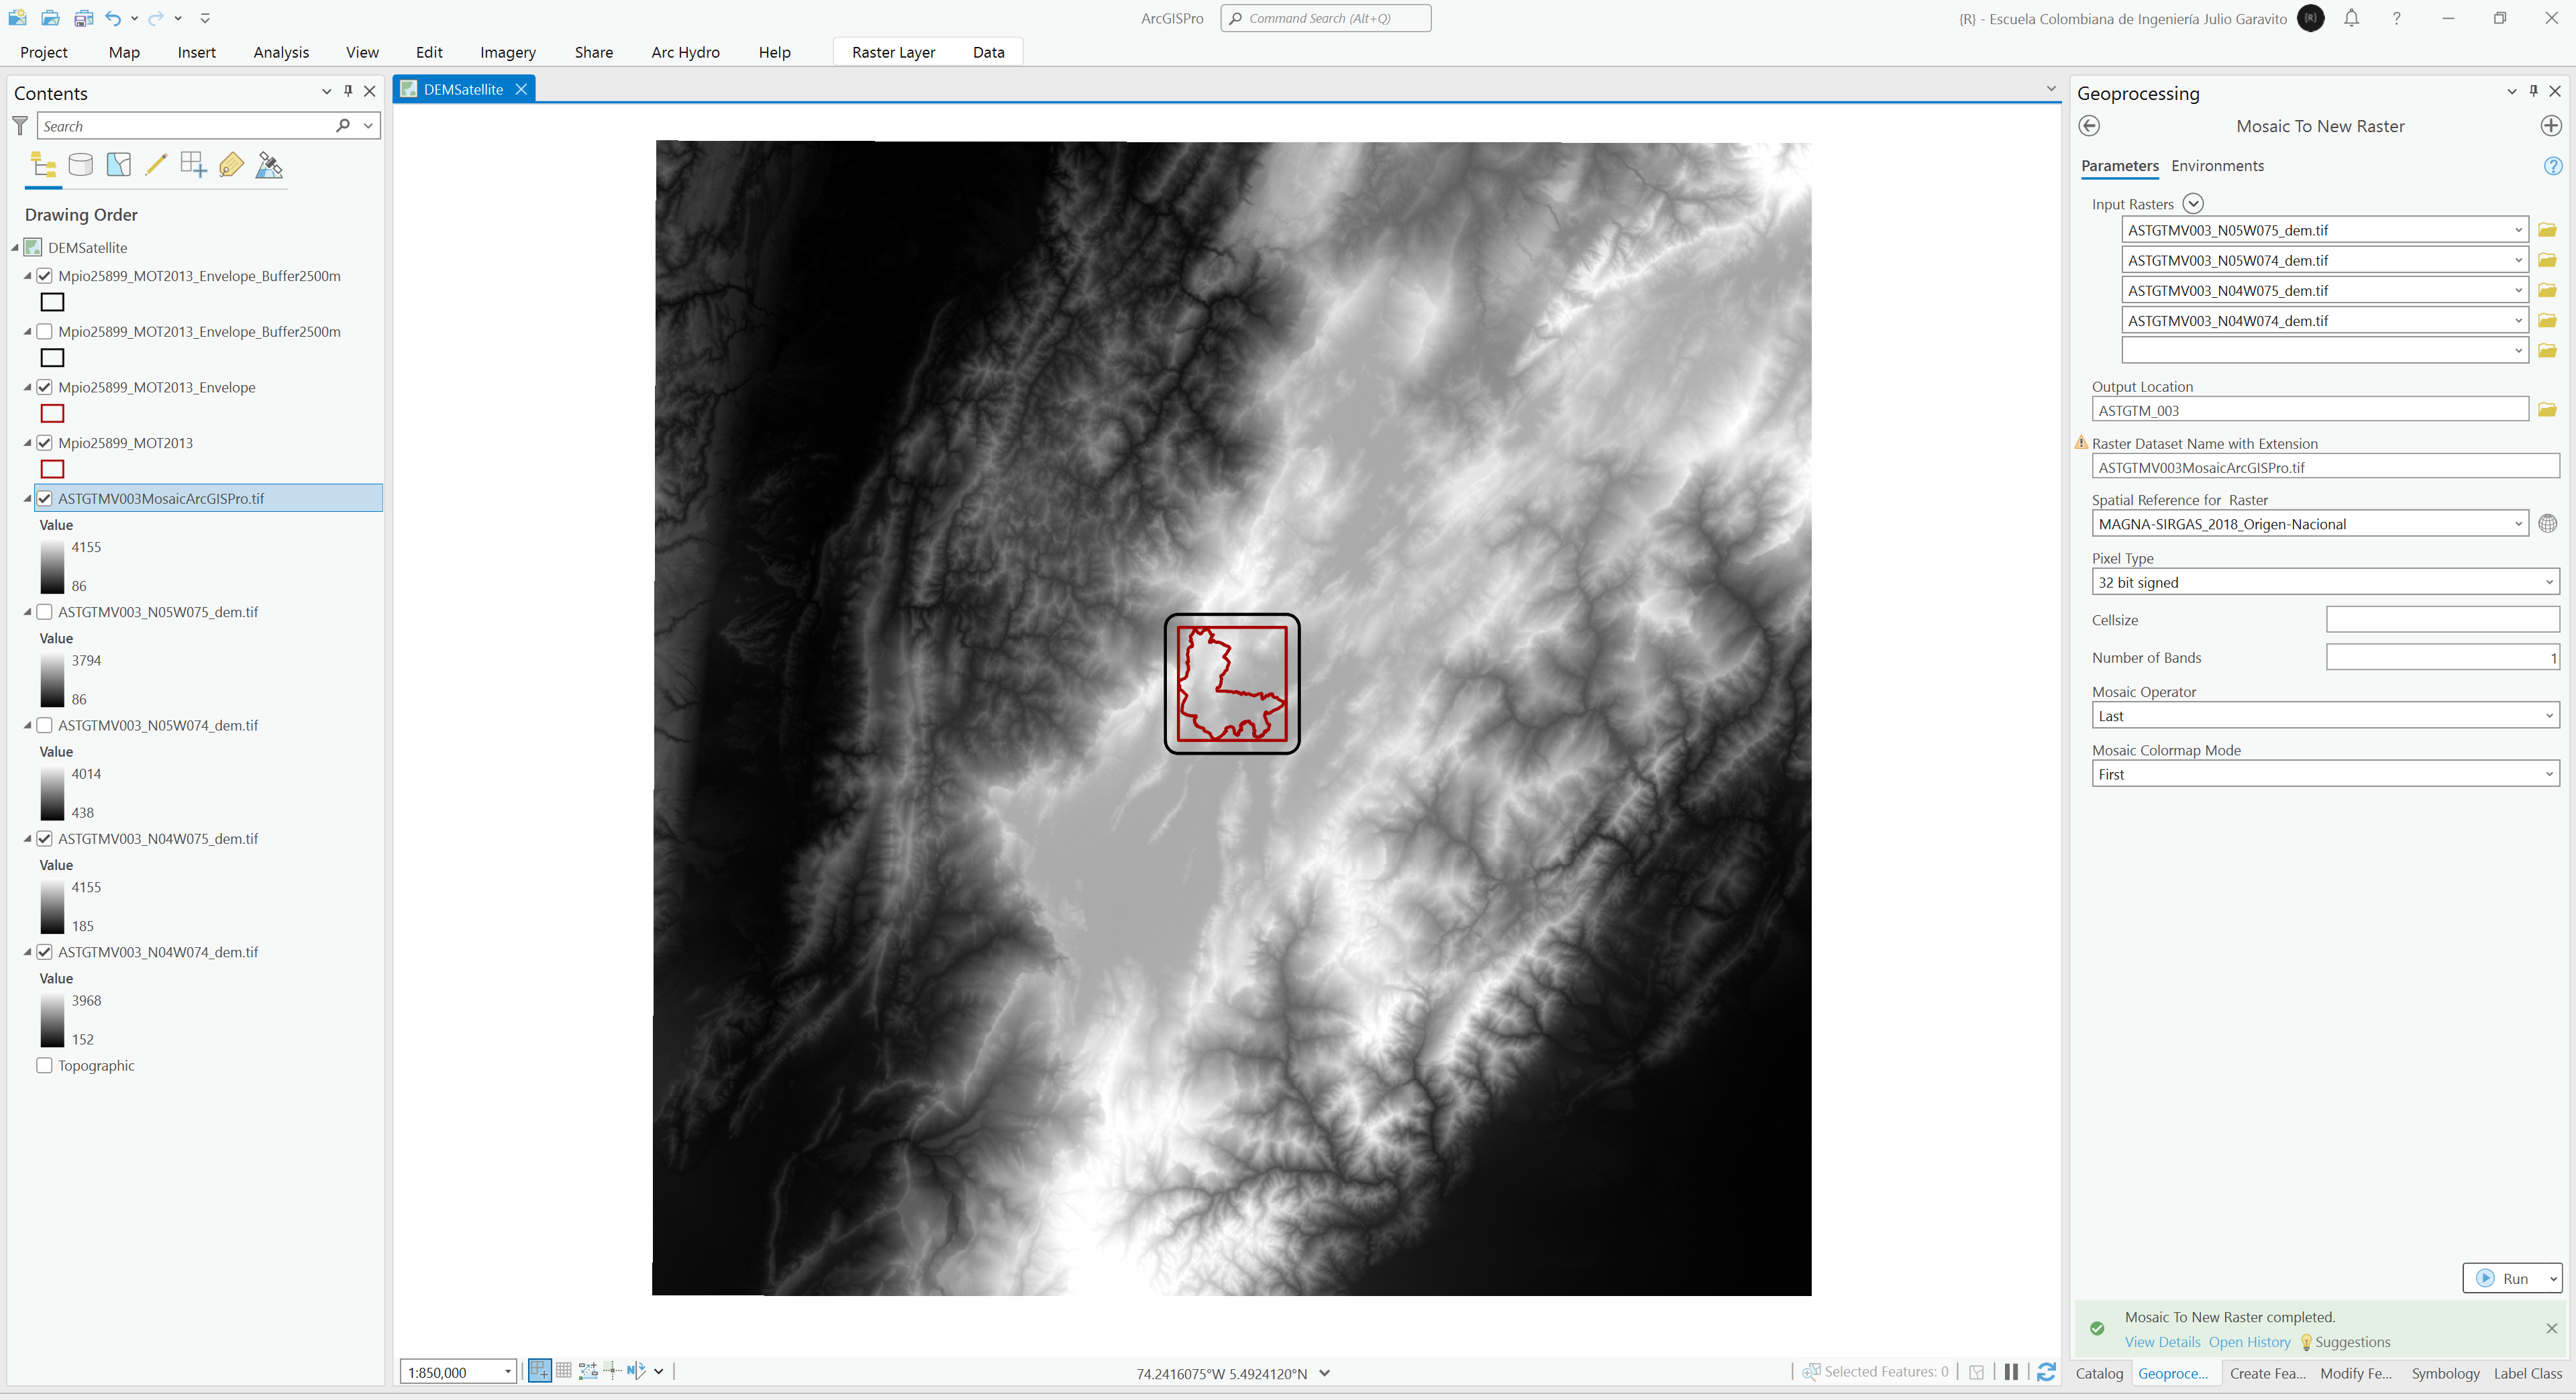 ArcGISPro
Command Search (Alt+Q)
{R} - Escuela Colombiana de Ingeniería Julio Garavito
{R}
?
Project Map Insert Analysis View Edit Imagery Share Arc Hydro Help Raster Layer Data
Contents
Search
Drawing Order
DEMSatellite
Mpio25899_MOT2013_Envelope_Buffer2500m
Mpio25899_MOT2013_Envelope_Buffer2500m
Mpio25899_MOT2013_Envelope
Mpio25899_MOT2013
ASTGTMV003MosaicArcGISPro.tif
Value
4155
86
ASTGTMV003_N05W075_dem.tif
Value
3794
86
ASTGTMV003_N05W074_dem.tif
Value
4014
438
ASTGTMV003_N04W075_dem.tif
Value
4155
185
ASTGTMV003_N04W074_dem.tif
Value
3968
152
Topographic
DEMSatellite
1:850,000
N
74.2416075°W 5.4924120°N
Selected Features: 0
Geoprocessing
Mosaic To New Raster
Parameters Environments
?
Input Rasters
ASTGTMV003_N05W075_dem.tif
ASTGTMV003_N05W074_dem.tif
ASTGTMV003_N04W075_dem.tif
ASTGTMV003_N04W074_dem.tif
Output Location
ASTGTM_003
Raster Dataset Name with Extension
ASTGTMV003MosaicArcGISPro.tif
Spatial Reference for Raster
MAGNA-SIRGAS_2018_Origen-Nacional
Pixel Type
32 bit signed
Cellsize
Number of Bands 1
Mosaic Operator
Last
Mosaic Colormap Mode
First
Run
Mosaic To New Raster completed.
View Details Open History Suggestions
Catalog Geoproce... Create Fea... Modify Fe... Symbology Label Class